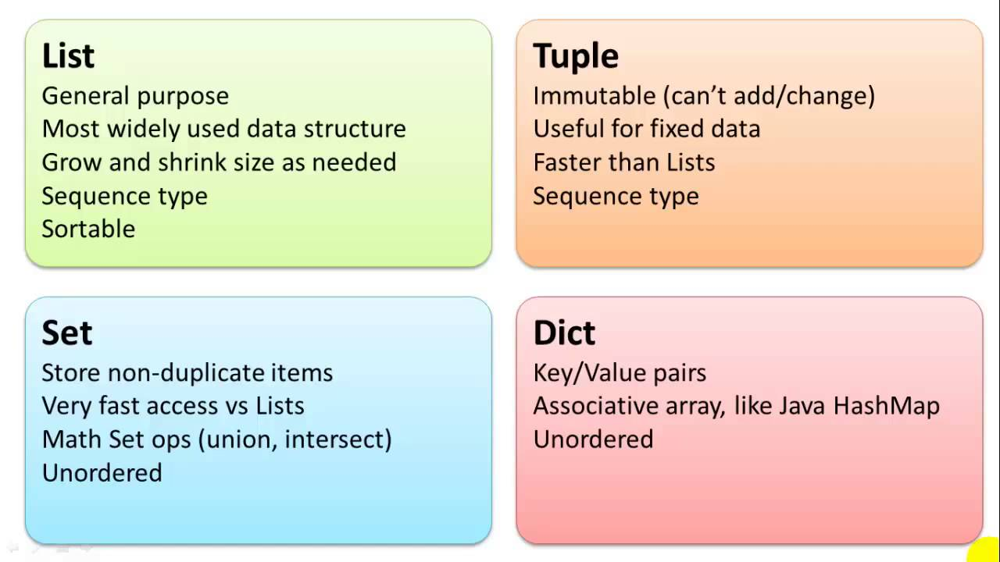 List
General purpose
Most widely used data structure
Grow and shrink size as needed
Sequence type
Sortable
Tuple
Immutable (can’t add/change)
Useful for fixed data
Faster than Lists
Sequence type
Set
Store non-duplicate items
Very fast access vs Lists
Math Set ops (union, intersect)
Unordered
Dict
Key/Value pairs
Associative array, like Java HashMap
Unordered